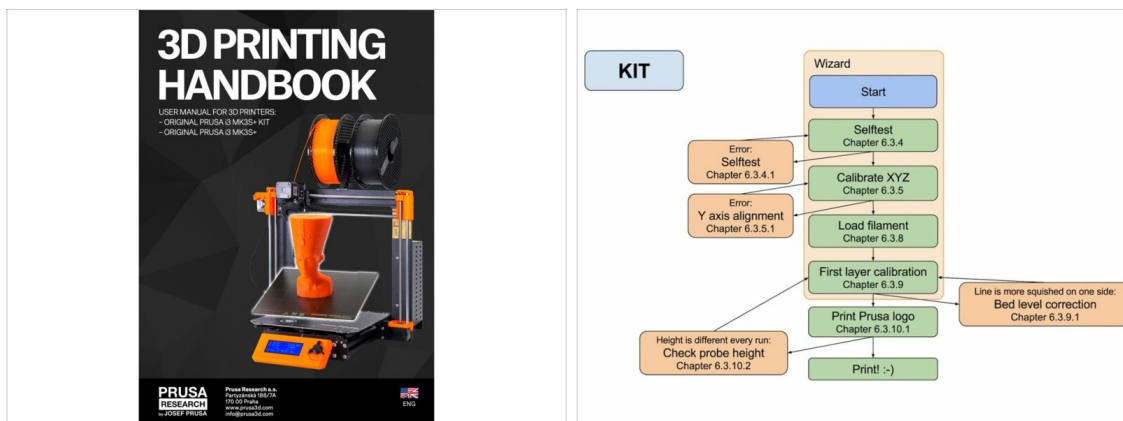 3D PRINTING
HANDBOOK
USER MANUAL FOR 3D PRINTERS:
- ORIGINAL PRUSA i3 MK3S+ KIT
- ORIGINAL PRUSA i3 MK3S+
PRUSA
RESEARCH
by JOSEF PRUSA
Prusa Research a.s.
Partyzánská 188/7A
170 00 Praha
www.prusa3d.com
info@prusa3d.com
ENG
KIT
Wizard
Start
Selftest
Chapter 6.3.4
Error:
Selftest
Chapter 6.3.4.1
Calibrate XYZ
Chapter 6.3.5
Error:
Y axis alignment
Chapter 6.3.5.1
Load filament
Chapter 6.3.8
First layer calibration
Chapter 6.3.9
Line is more squished on one side:
Bed level correction
Chapter 6.3.9.1
Print Prusa logo
Chapter 6.3.10.1
Height is different every run:
Check probe height
Chapter 6.3.10.2
Print! :-)